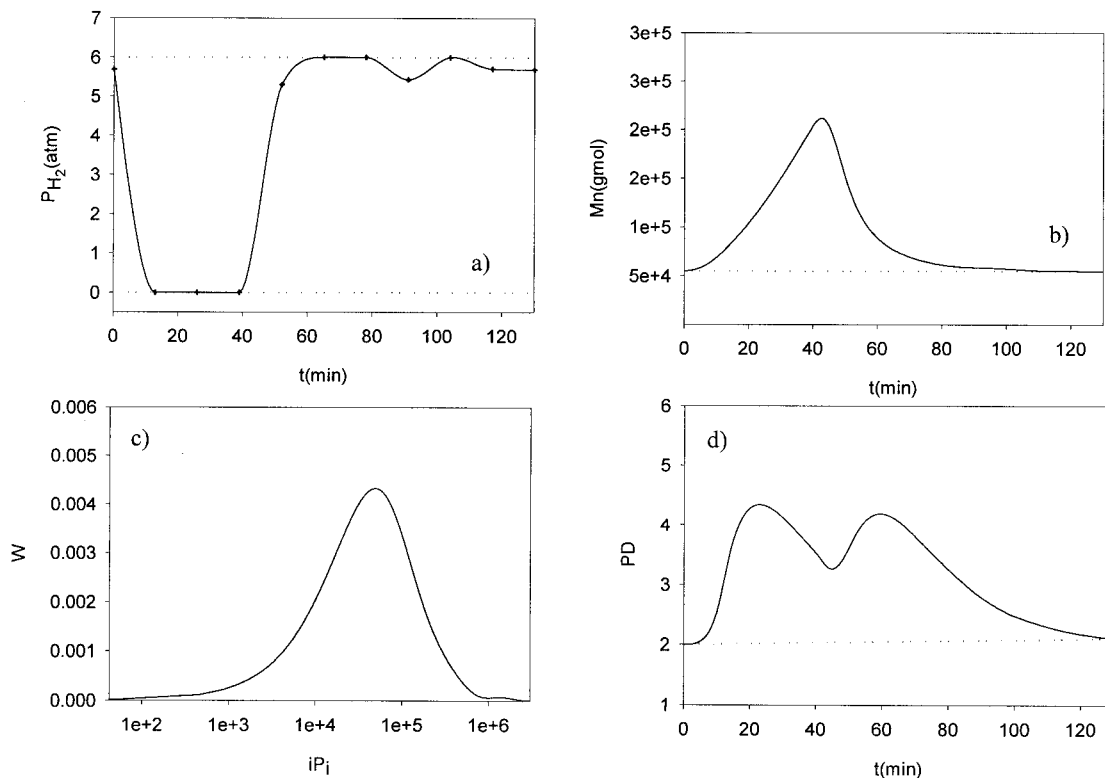 7
6
5
4
3
2
1
0
P_H2(atm)
a)
0 20 40 60 80 100 120
t(min)
3e+5
2e+5
2e+5
1e+5
5e+4
Mn(gmol)
b)
0 20 40 60 80 100 120
t(min)
0.006
0.005
0.004
0.003
0.002
0.001
0.000
W
c)
1e+2 1e+3 1e+4 1e+5 1e+6
iPi
6
5
4
3
2
1
PD
d)
0 20 40 60 80 100 120
t(min)